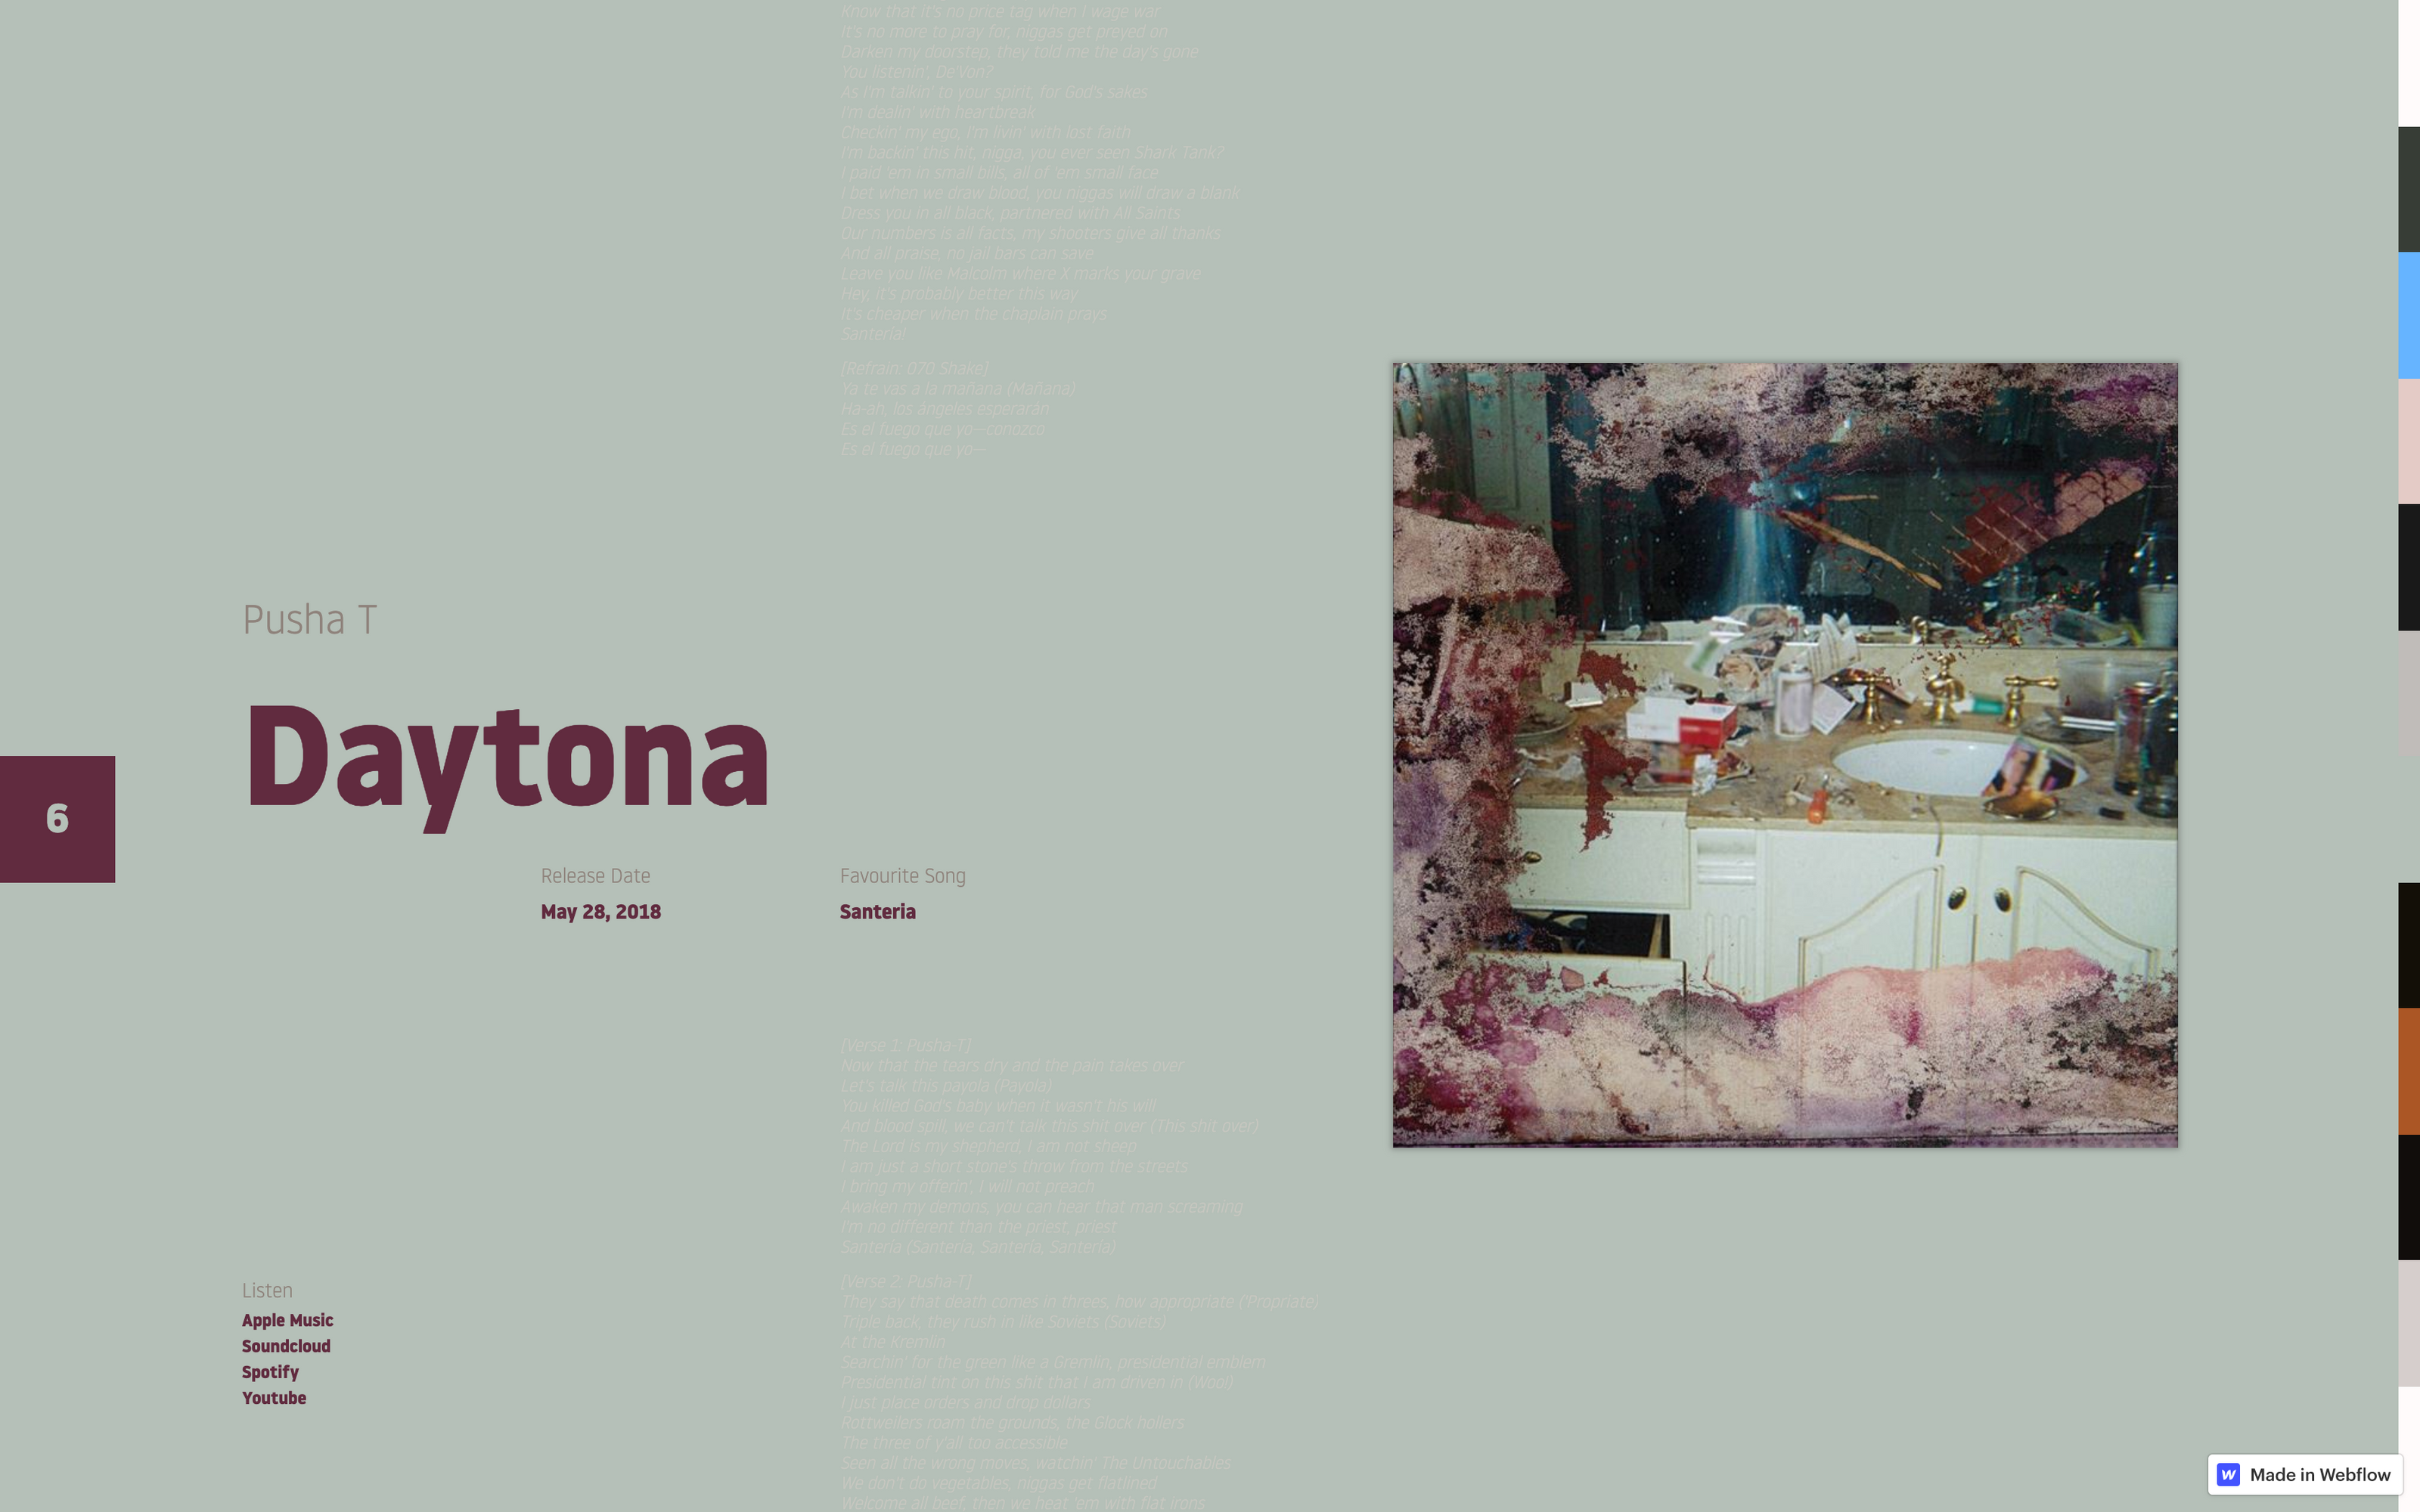 Know that it's no price tag when I wage war
It's no more to pray for, niggas get preyed on
Darken my doorstep, they told me the day's gone
You listenin', De'Von?
As I'm talkin' to your spirit, for God's sakes
I'm dealin' with heartbreak
Checkin' my ego, I'm livin' with lost faith
I'm backin' this hit, nigga, you ever seen Shark Tank?
I paid 'em in small bills, all of 'em small face
I bet when we draw blood, you niggas will draw a blank
Dress you in all black, partnered with All Saints
Our numbers is all facts, my shooters give all thanks
And all praise, no jail bars can save
Leave you like Malcolm where X marks your grave
Hey, it's probably better this way
It's cheaper when the chaplain prays
Santeria!
[Refrain: 070 Shake]
Ya te vas a la mañana (Mañana)
Ha-ah, los ángeles esperarán
Es el fuego que yo—conozco
Es el fuego que yo—
Pusha T
Daytona
6
Release Date
May 28, 2018
Favourite Song
Santeria
[Verse 1: Pusha-T]
Now that the tears dry and the pain takes over
Let's talk this payola (Payola)
You killed God's baby when it wasn't his will
And blood spill, we can't talk this shit over (This shit over)
The Lord is my shepherd, I am not sheep
I am just a short stone's throw from the streets
I bring my offerin', I will not preach
Awaken my demons, you can hear that man screaming
I'm no different than the priest, priest
Santeria (Santeria, Santeria, Santeria)
[Verse 2: Pusha-T]
They say that death comes in threes, how appropriate ('Propriate)
Triple back, they rush in like Soviets (Soviets)
At the Kremlin
Searchin' for the green like a Gremlin, presidential emblem
Presidential tint on this shit that I am driven in (Woo!)
I just place orders and drop dollars
Rottweilers roam the grounds, the Glock hollers
The three of y'all too accessible
Seen all the wrong moves, watchin' The Untouchables
We don't do vegetables, niggas get flatlined
Welcome all beef, then we heat 'em with flat irons
Listen
Apple Music
Soundcloud
Spotify
Youtube
Made in Webflow